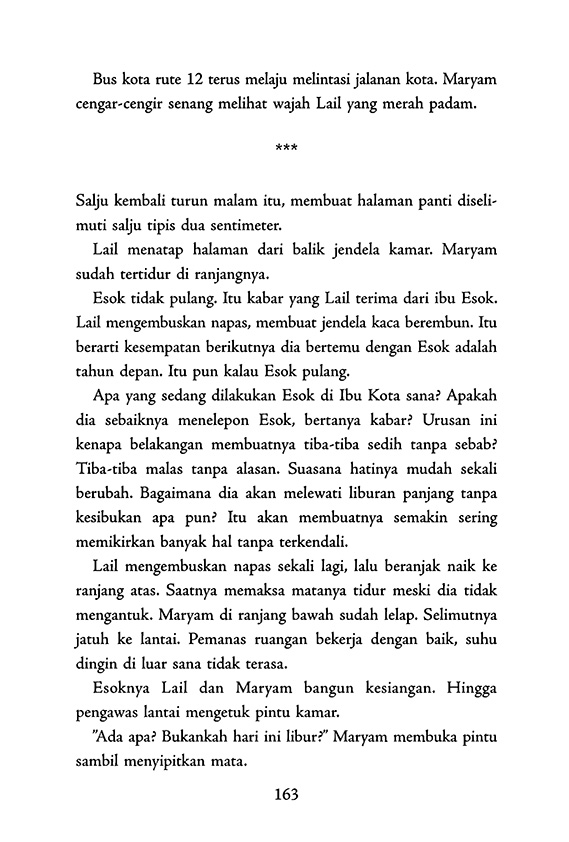 Bus kota rute 12 terus melaju melintasi jalanan kota. Maryam
cengar-cengir senang melihat wajah Lail yang merah padam.
***
Salju kembali turun malam itu, membuat halaman panti diseli-
muti salju tipis dua sentimeter.
Lail menatap halaman dari balik jendela kamar. Maryam
sudah tertidur di ranjangnya.
Esok tidak pulang. Itu kabar yang Lail terima dari ibu Esok.
Lail mengembuskan napas, membuat jendela kaca berembun. Itu
berarti kesempatan berikutnya dia bertemu dengan Esok adalah
tahun depan. Itu pun kalau Esok pulang.
Apa yang sedang dilakukan Esok di Ibu Kota sana? Apakah
dia sebaiknya menelepon Esok, bertanya kabar? Urusan ini
kenapa belakangan membuatnya tiba-tiba sedih tanpa sebab?
Tiba-tiba malas tanpa alasan. Suasana hatinya mudah sekali
berubah. Bagaimana dia akan melewati liburan panjang tanpa
kesibukan apa pun? Itu akan membuatnya semakin sering
memikirkan banyak hal tanpa terkendali.
Lail mengembuskan napas sekali lagi, lalu beranjak naik ke
ranjang atas. Saatnya memaksa matanya tidur meski dia tidak
mengantuk. Maryam di ranjang bawah sudah lelap. Selimutnya
jatuh ke lantai. Pemanas ruangan bekerja dengan baik, suhu
dingin di luar sana tidak terasa.
Esoknya Lail dan Maryam bangun kesiangan. Hingga
pengawas lantai mengetuk pintu kamar.
"Ada apa? Bukankah hari ini libur?" Maryam membuka pintu
sambil menyipitkan mata.
163